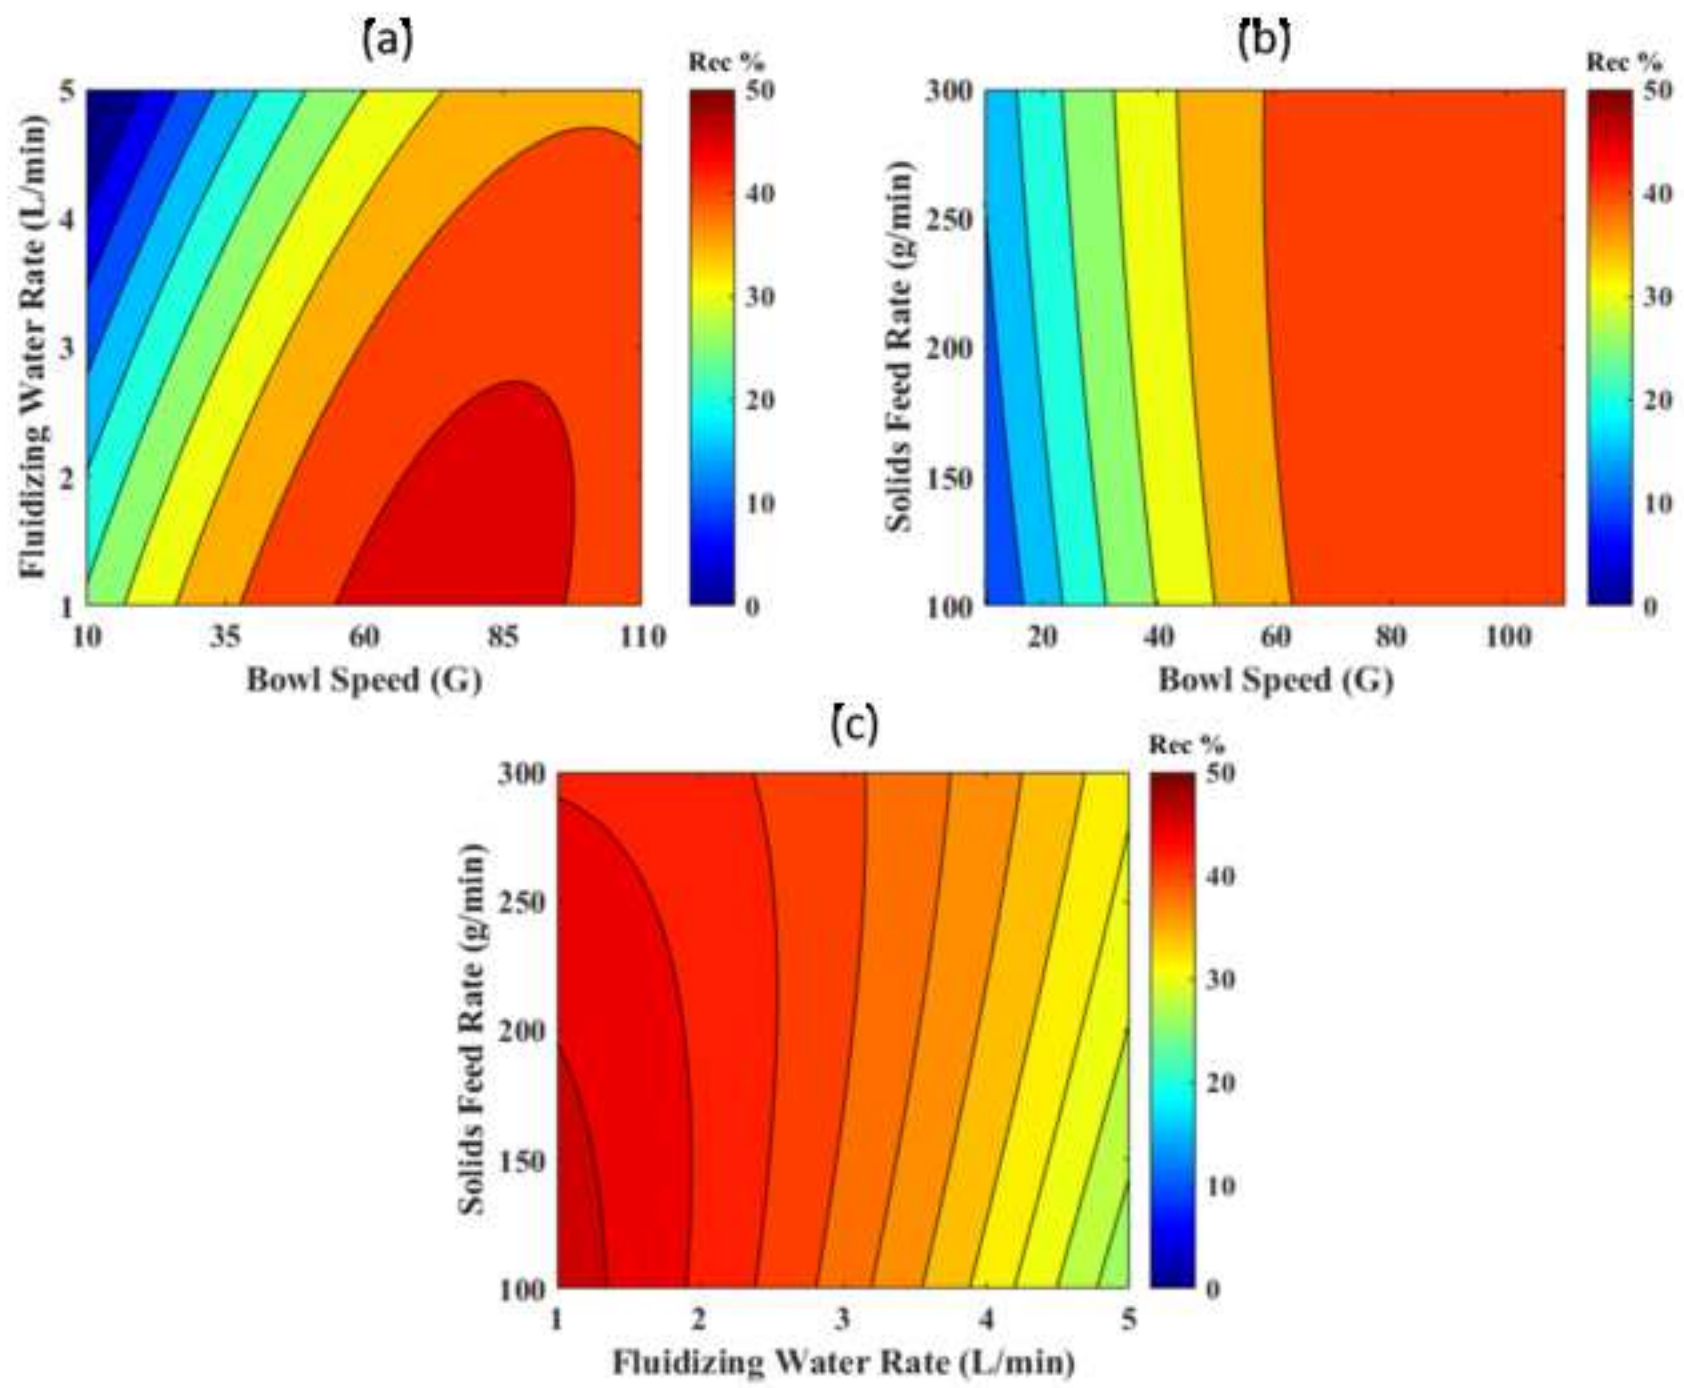 (a)
Rec %
Fluidizing Water Rate (L/min)
5
4
3
2
1
10 35 60 85 110
Bowl Speed (G)
50
40
30
20
10
0
(b)
Rec %
Solids Feed Rate (g/min)
300
250
200
150
100
20 40 60 80 100
Bowl Speed (G)
50
40
30
20
10
0
(c)
Rec %
Solids Feed Rate (g/min)
300
250
200
150
100
1 2 3 4 5
Fluidizing Water Rate (L/min)
50
40
30
20
10
0